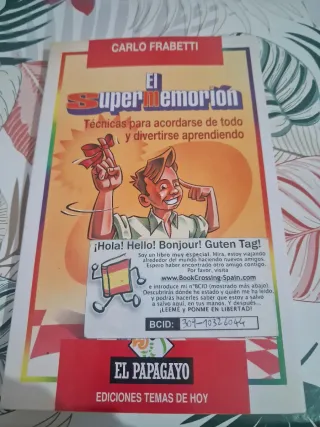 CARLO FRABETTI
El
SuperMemorión
Técnicas para acordarse de todo
y divertirse aprendiendo
¡Hola! Hello! Bonjour! Guten Tag!
Soy un libro muy especial. Mira, estoy viajando
alrededor del mundo haciendo nuevos amigos.
Espero haber encontrado otro amigo contigo.
Por favor, visita
www.BookCrossing-Spain.com
e introduce mi nºBCID (mostrado más abajo)
Descubrirás dónde he estado y quién me ha leído,
y podrás hacerles saber que estoy a salvo
a salvo aquí, en tus manos. Y después...
¡LEEME y PONME EN LIBERTAD!
BCID:
EL PAPAGAYO
EDICIONES TEMAS DE HOY